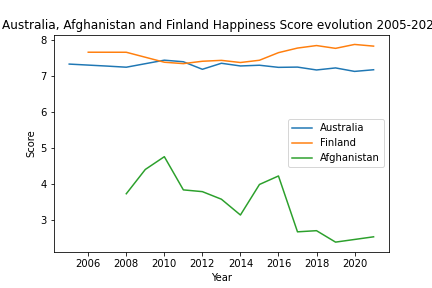 Australia, Afghanistan and Finland Happiness Score evolution 2005-202
8
7
6
5
4
3
Score
Australia
Finland
Afghanistan
2006 2008 2010 2012 2014 2016 2018 2020
Year